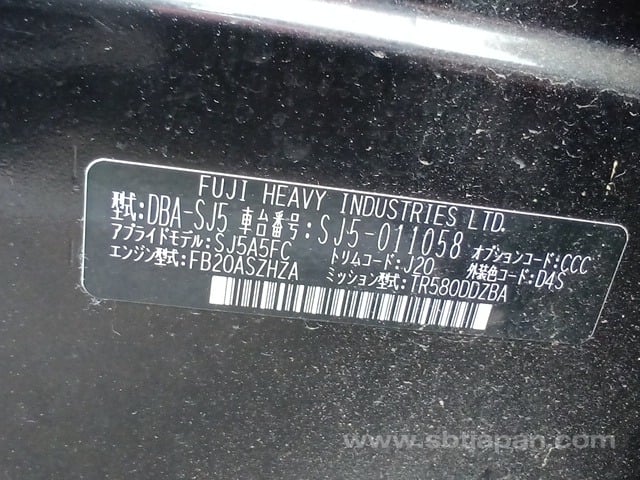 FUJI HEAVY INDUSTRIES LTD.
型式:DBA-SJ5 車台番号:SJ5-011058 オプションコード:CCC
アプライドモデル:SJ5A5FC トリムコード:J20 外装色コード:D4S
エンジン型式:FB20ASZHZA ミッション型式:TR580DDZBA
www.sbtjapan.com